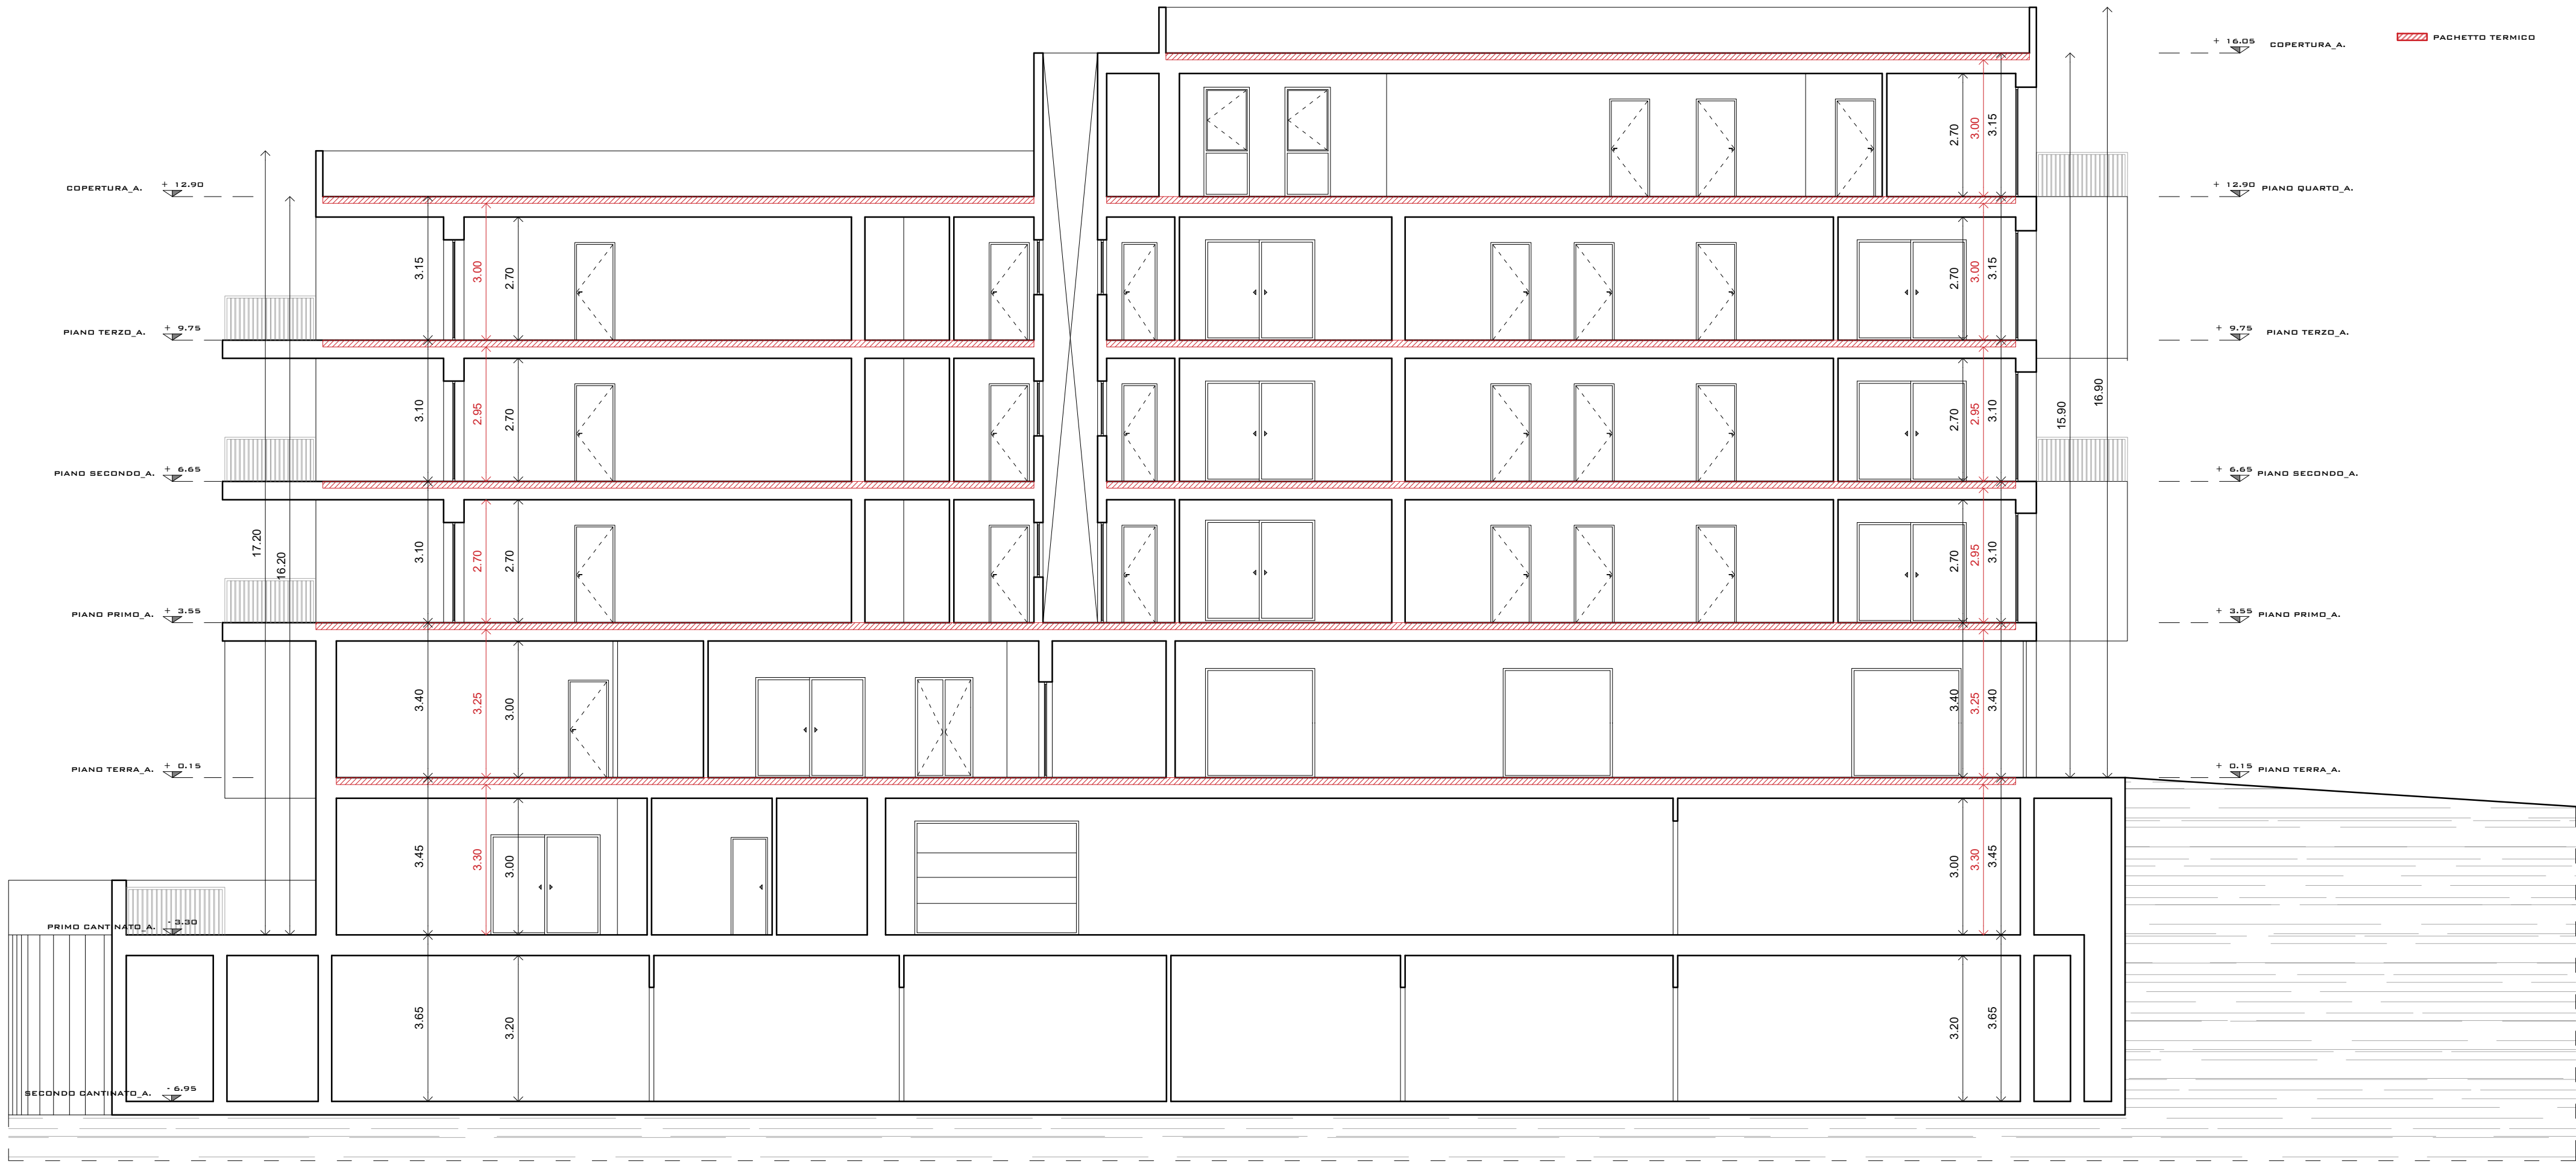 + 16.05 COPERTURA_A.
PACHETTO TERMICO
COPERTURA_A. + 12.90
2.70 3.00 3.15
+ 12.90 PIANO QUARTO_A.
3.15 3.00 2.70
2.70 3.00 3.15
PIANO TERZO_A. + 9.75
+ 9.75 PIANO TERZO_A.
3.10 2.95 2.70
2.70 2.95 3.10
15.90 16.90
PIANO SECONDO_A. + 6.65
+ 6.65 PIANO SECONDO_A.
17.20 16.20
3.10 2.70 2.70
2.70 2.95 3.10
PIANO PRIMO_A. + 3.55
+ 3.55 PIANO PRIMO_A.
3.40 3.25 3.00
3.40 3.25 3.40
PIANO TERRA_A. + 0.15
+ 0.15 PIANO TERRA_A.
3.45 3.30 3.00
3.00 3.30 3.45
PRIMO CANTINATO_A. - 3.30
3.65 3.20
3.20 3.65
SECONDO CANTINATO_A. - 6.95